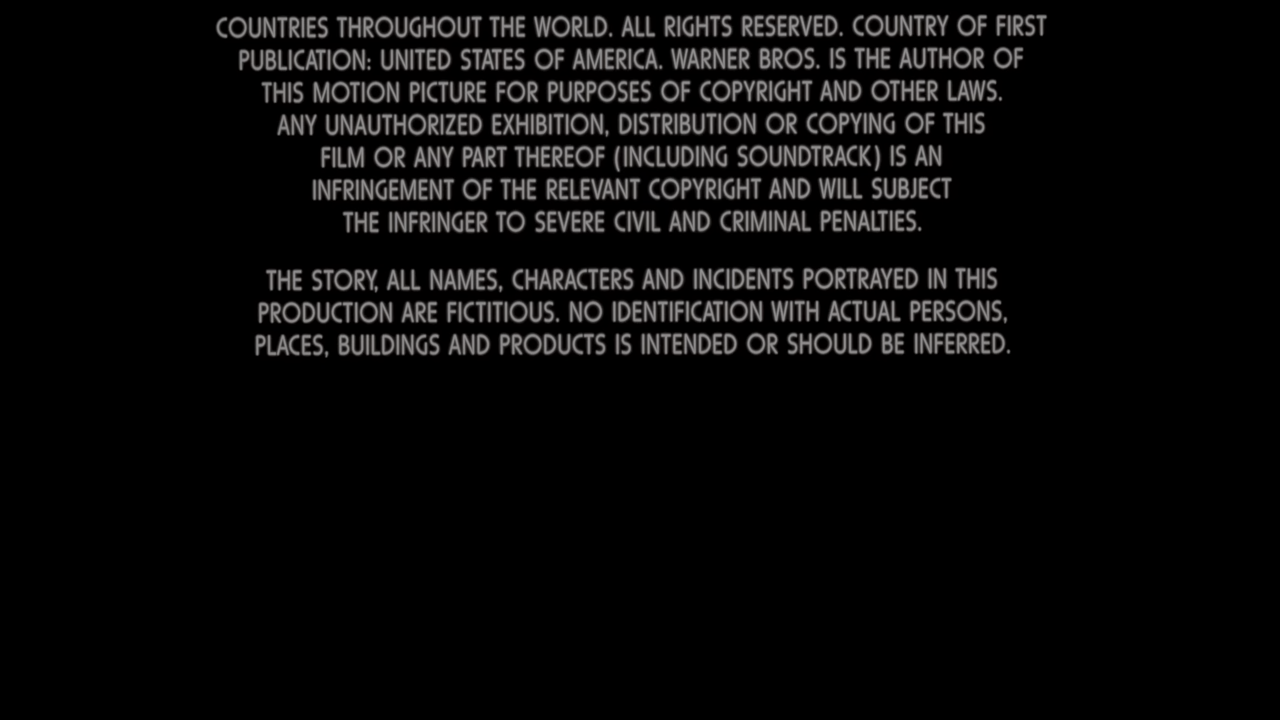 COUNTRIES THROUGHOUT THE WORLD. ALL RIGHTS RESERVED. COUNTRY OF FIRST
PUBLICATION: UNITED STATES OF AMERICA. WARNER BROS. IS THE AUTHOR OF
THIS MOTION PICTURE FOR PURPOSES OF COPYRIGHT AND OTHER LAWS.
ANY UNAUTHORIZED EXHIBITION, DISTRIBUTION OR COPYING OF THIS
FILM OR ANY PART THEREOF (INCLUDING SOUNDTRACK) IS AN
INFRINGEMENT OF THE RELEVANT COPYRIGHT AND WILL SUBJECT
THE INFRINGER TO SEVERE CIVIL AND CRIMINAL PENALTIES.
THE STORY, ALL NAMES, CHARACTERS AND INCIDENTS PORTRAYED IN THIS
PRODUCTION ARE FICTITIOUS. NO IDENTIFICATION WITH ACTUAL PERSONS,
PLACES, BUILDINGS AND PRODUCTS IS INTENDED OR SHOULD BE INFERRED.